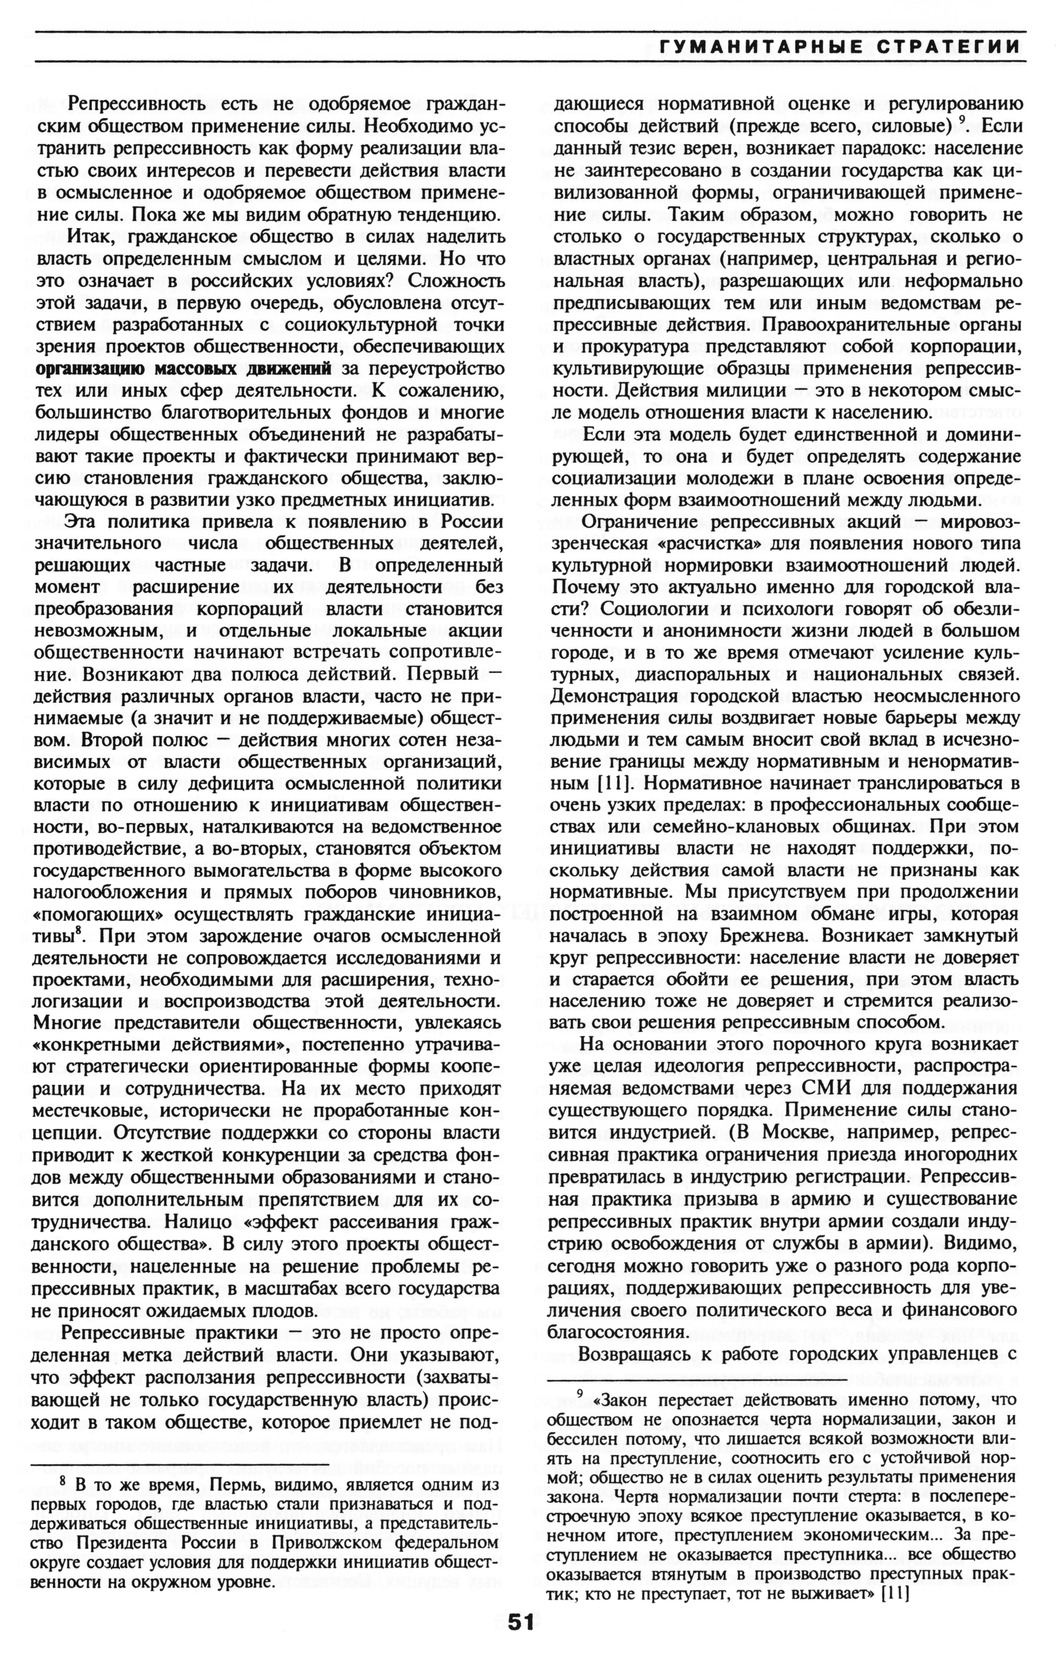 ГУМАНИТАРНЫЕ СТРАТЕГИИ
Репрессивность есть не одобряемое граждан-
ским обществом применение силы. Необходимо ус-
транить репрессивность как форму реализации вла-
стью своих интересов и перевести действия власти
в осмысленное и одобряемое обществом примене-
ние силы. Пока же мы видим обратную тенденцию.
Итак, гражданское общество в силах наделить
власть определенным смыслом и целями. Но что
это означает в российских условиях? Сложность
этой задачи, в первую очередь, обусловлена отсут-
ствием разработанных с социокультурной точки
зрения проектов общественности, обеспечивающих
организацию массовых движений за переустройство
тех или иных сфер деятельности. К сожалению,
большинство благотворительных фондов и многие
лидеры общественных объединений не разрабаты-
вают такие проекты и фактически принимают вер-
сию становления гражданского общества, заклю-
чающуюся в развитии узко предметных инициатив.
Эта политика привела к появлению в России
значительного числа общественных деятелей,
решающих частные задачи. В определенный
момент расширение их деятельности без
преобразования корпораций власти становится
невозможным, и отдельные локальные акции
общественности начинают встречать сопротивле-
ние. Возникают два полюса действий. Первый —
действия различных органов власти, часто не при-
нимаемые (а значит и не поддерживаемые) общест-
вом. Второй полюс — действия многих сотен неза-
висимых от власти общественных организаций,
которые в силу дефицита осмысленной политики
власти по отношению к инициативам общественно-
ности, во-первых, наталкиваются на ведомственное
противодействие, а во-вторых, становятся объектом
государственного вымогательства в форме высокого
налогообложения и прямых поборов чиновников,
«помогающих» осуществлять гражданские инициа-
тивы⁸. При этом зарождение очагов осмысленной
деятельности не сопровождается исследованиями и
проектами, необходимыми для расширения, техно-
логизации и воспроизводства этой деятельности.
Многие представители общественности, увлекаясь
«конкретными действиями», постепенно утрачива-
ют стратегически ориентированные формы коопе-
рации и сотрудничества. На их место приходят
местечковые, исторически не проработанные кон-
цепции. Отсутствие поддержки со стороны власти
приводит к жесткой конкуренции за средства фон-
дов между общественными образованиями и стано-
вится дополнительным препятствием для их со-
трудничества. Налицо «эффект рассеивания граж-
данского общества». В силу этого проекты общест-
венности, нацеленные на решение проблемы ре-
прессивных практик, в масштабах всего государства
не приносят ожидаемых плодов.
Репрессивные практики — это не просто опре-
деленная метка действий власти. Они указывают,
что эффект расползания репрессивности (захваты-
вающей не только государственную власть) проис-
ходит в таком обществе, которое приемлет не под-
⁸ В то же время, Пермь, видимо, является одним из
первых городов, где властью стали признаваться и под-
держиваться общественные инициативы, а представитель-
ство Президента России в Приволжском федеральном
округе создает условия для поддержки инициатив общест-
венности на окружном уровне.
дающиеся нормативной оценке и регулированию
способы действий (прежде всего, силовые) ⁹. Если
данный тезис верен, возникает парадокс: население
не заинтересовано в создании государства как ци-
вилизованной формы, ограничивающей примене-
ние силы. Таким образом, можно говорить не
столько о государственных структурах, сколько о
властных органах (например, центральная и регио-
нальная власть), разрешающих или неформально
предписывающих тем или иным ведомствам ре-
прессивные действия. Правоохранительные органы
и прокуратура представляют собой корпорации,
культивирующие образцы применения репрессив-
ности. Действия милиции — это в некотором смыс-
ле модель отношения власти к населению.
Если эта модель будет единственной и домини-
рующей, то она и будет определять содержание
социализации молодежи в плане освоения опреде-
ленных форм взаимоотношений между людьми.
Ограничение репрессивных акций — мировоз-
зренческая «расчистка» для появления нового типа
культурной нормировки взаимоотношений людей.
Почему это актуально именно для городской вла-
сти? Социологии и психологи говорят об обезли-
ченности и анонимности жизни людей в большом
городе, и в то же время отмечают усиление куль-
турных, диаспоральных и национальных связей.
Демонстрация городской властью неосмысленного
применения силы воздвигает новые барьеры между
людьми и тем самым вносит свой вклад в исчезно-
вение границы между нормативным и ненорматив-
ным [11]. Нормативное начинает транслироваться в
очень узких пределах: в профессиональных сообще-
ствах или семейно-клановых общинах. При этом
инициативы власти не находят поддержки, по-
скольку действия самой власти не признаны как
нормативные. Мы присутствуем при продолжении
построенной на взаимном обмане игры, которая
началась в эпоху Брежнева. Возникает замкнутый
круг репрессивности: население власти не доверяет
и старается обойти ее решения, при этом власть
населению тоже не доверяет и стремится реализо-
вать свои решения репрессивным способом.
На основании этого порочного круга возникает
уже целая идеология репрессивности, распростра-
няемая ведомствами через СМИ для поддержания
существующего порядка. Применение силы стано-
вится индустрией. (В Москве, например, репрес-
сивная практика ограничения приезда иногородних
превратилась в индустрию регистрации. Репрессив-
ная практика призыва в армию и существование
репрессивных практик внутри армии создали инду-
стрию освобождения от службы в армии). Видимо,
сегодня можно говорить уже о разного рода корпо-
рациях, поддерживающих репрессивность для уве-
личения своего политического веса и финансового
благосостояния.
Возвращаясь к работе городских управленцев с
⁹ «Закон перестает действовать именно потому, что
обществом не опознается черта нормализации, закон и
бессилен потому, что лишается всякой возможности вли-
ять на преступление, соотносить его с устойчивой нор-
мой; общество не в силах оценить результаты применения
закона. Черта нормализации почти стерта: в послепере-
строечную эпоху всякое преступление оказывается, в ко-
нечном итоге, преступлением экономическим... За пре-
ступлением не оказывается преступника... все общество
оказывается втянутым в производство преступных прак-
тик; кто не преступает, тот не выживает» [11]
51